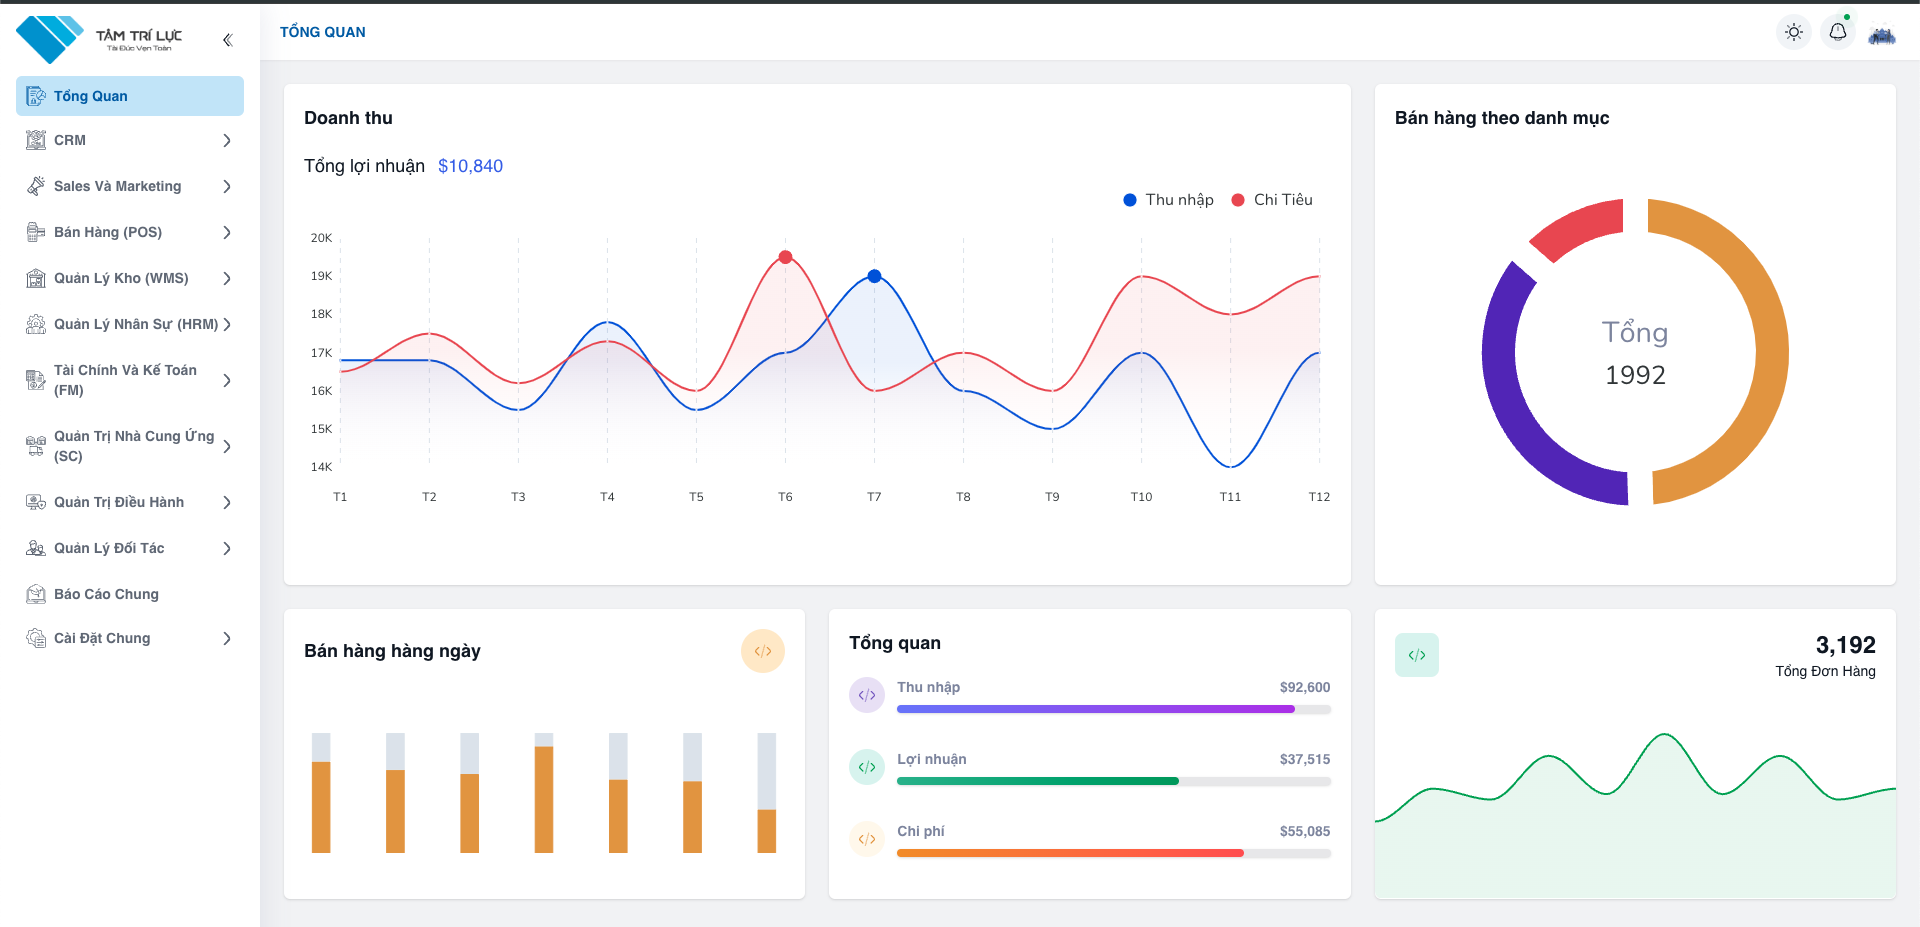 TÂM TRÍ LỰC
Tài Đức Vẹn Toàn
Tổng Quan
CRM
Sales Và Marketing
Bán Hàng (POS)
Quản Lý Kho (WMS)
Quản Lý Nhân Sự (HRM)
Tài Chính Và Kế Toán
(FM)
Quản Trị Nhà Cung Ứng
(SC)
Quản Trị Điều Hành
Quản Lý Đối Tác
Báo Cáo Chung
Cài Đặt Chung
TỔNG QUAN
Doanh thu
Tổng lợi nhuận $10,840
Thu nhập Chi Tiêu
20K
19K
18K
17K
16K
15K
14K
T1 T2 T3 T4 T5 T6 T7 T8 T9 T10 T11 T12
Bán hàng theo danh mục
Tổng
1992
Bán hàng hàng ngày
</>
Tổng quan
</>
Thu nhập $92,600
</>
Lợi nhuận $37,515
</>
Chi phí $55,085
</>
3,192
Tổng Đơn Hàng